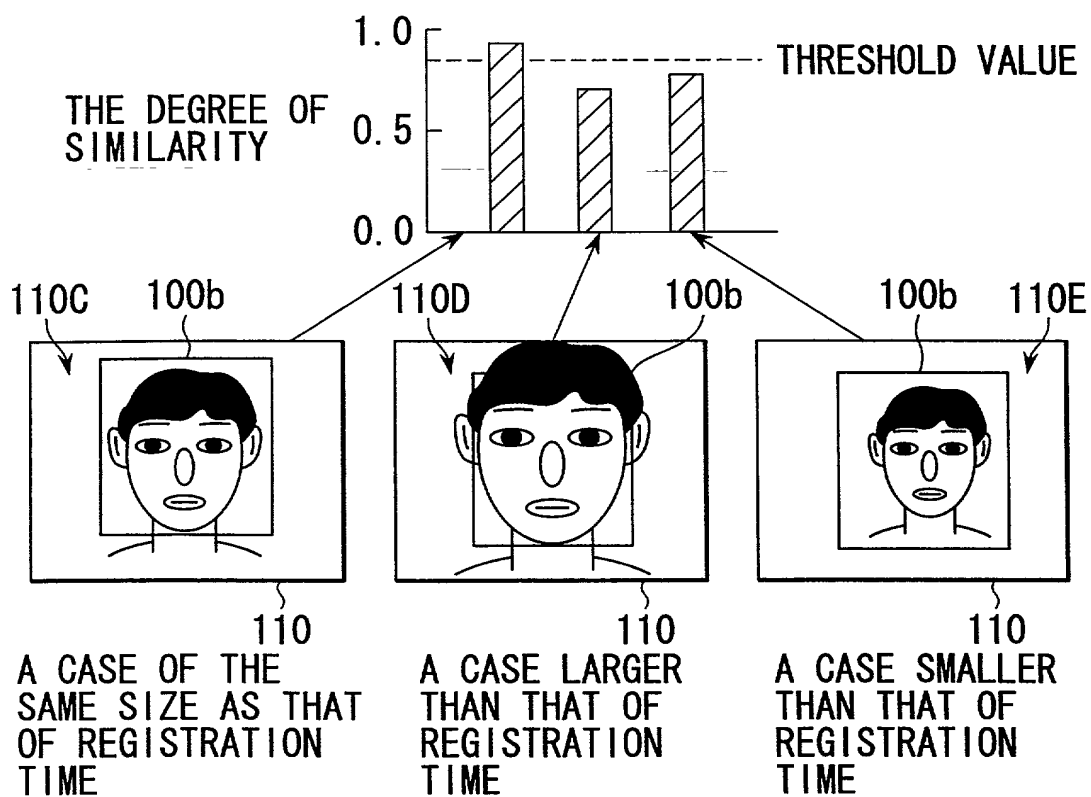 1.0
THRESHOLD VALUE
THE DEGREE OF
SIMILARITY
0.5
0.0
110C
100b
110D
100b
100b
110E
110
110
110
A CASE OF THE
SAME SIZE AS THAT
OF REGISTRATION
TIME
A CASE LARGER
THAN THAT OF
REGISTRATION
TIME
A CASE SMALLER
THAN THAT OF
REGISTRATION
TIME